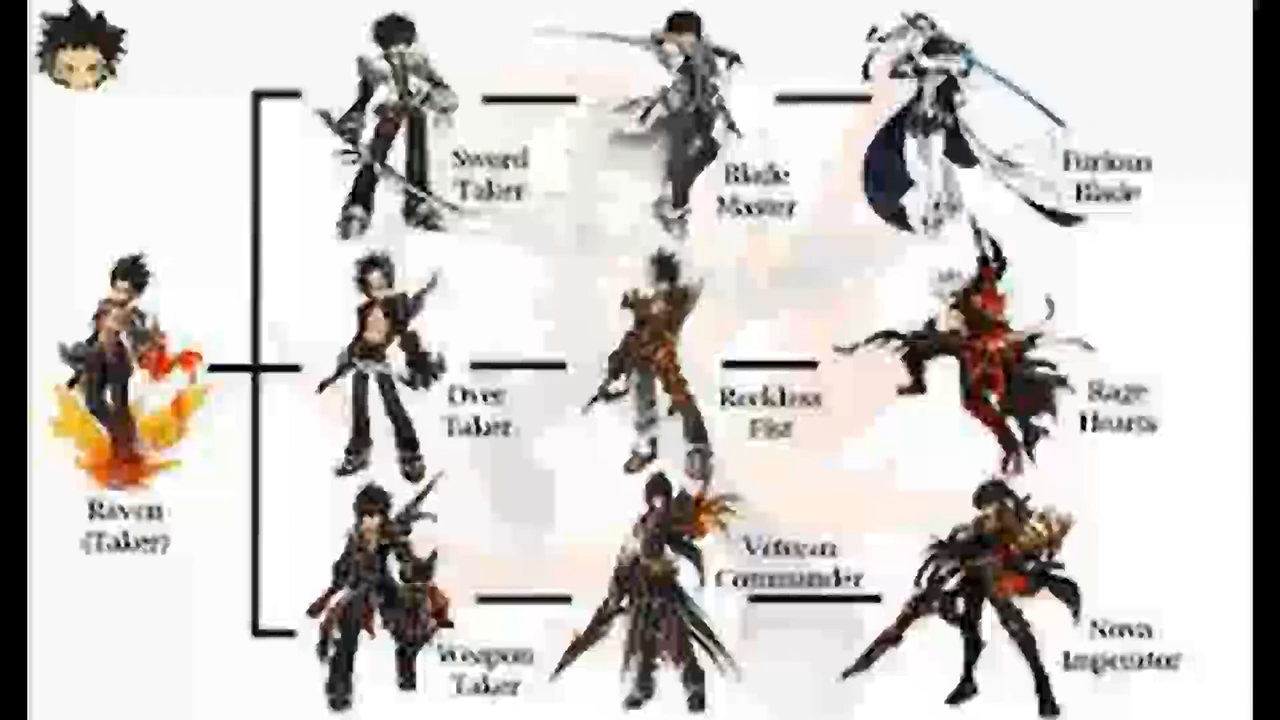 Sword
Taker
Blade
Master
Furious
Blade
Raven
(Taker)
Over
Taker
Reckless
Fist
Rage
Hearts
Weapon
Taker
Veteran
Commander
Nova
Imperator